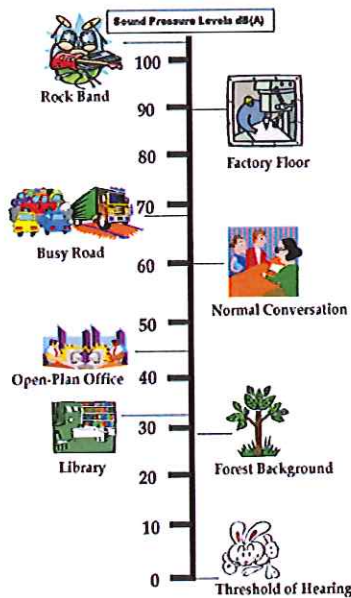 Sound Pressure Levels dB(A)
100
Rock Band
90
Factory Floor
80
70
Busy Road
60
Normal Conversation
50
Open-Plan Office
40
30
Library
Forest Background
20
10
0
Threshold of Hearing